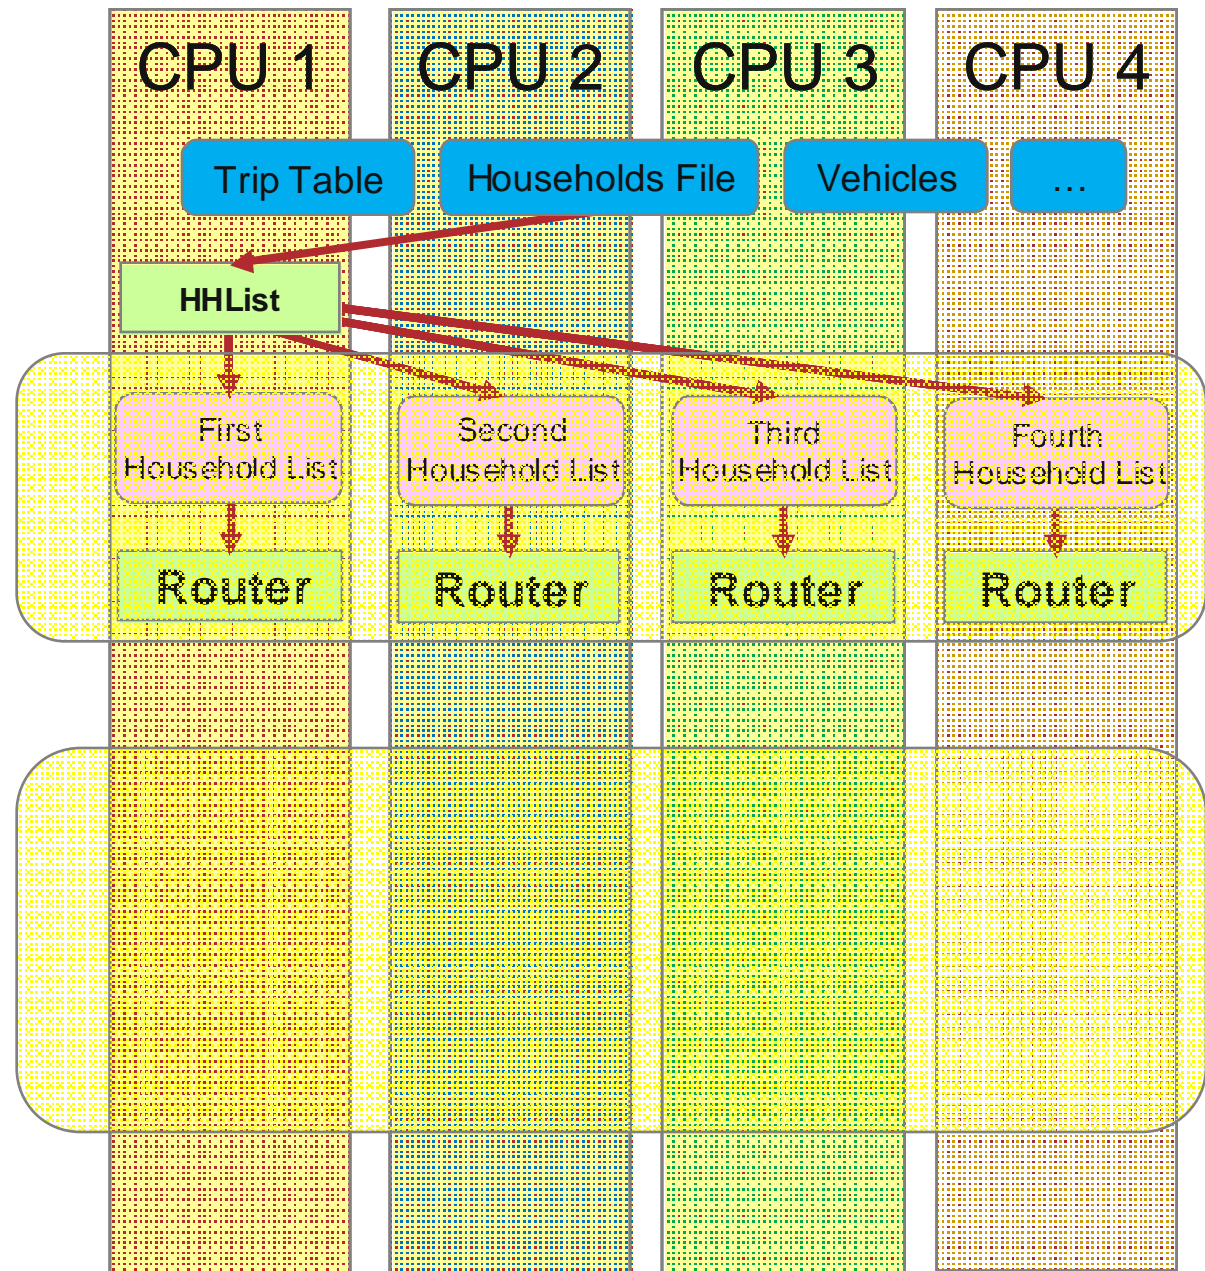 CPU 1 CPU 2 CPU 3 CPU 4
Trip Table Households File Vehicles ...
HHList
First Second Third Fourth
Household List Household List Household List Household List
Router Router Router Router